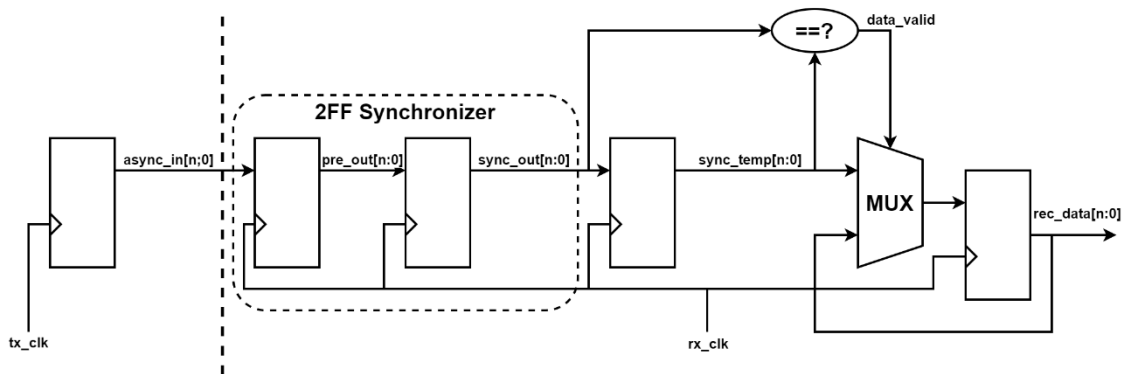 ==?
data_valid
2FF Synchronizer
async_in[n;0]
pre_out[n:0]
sync_out[n:0]
sync_temp[n:0]
MUX
rec_data[n:0]
tx_clk
rx_clk